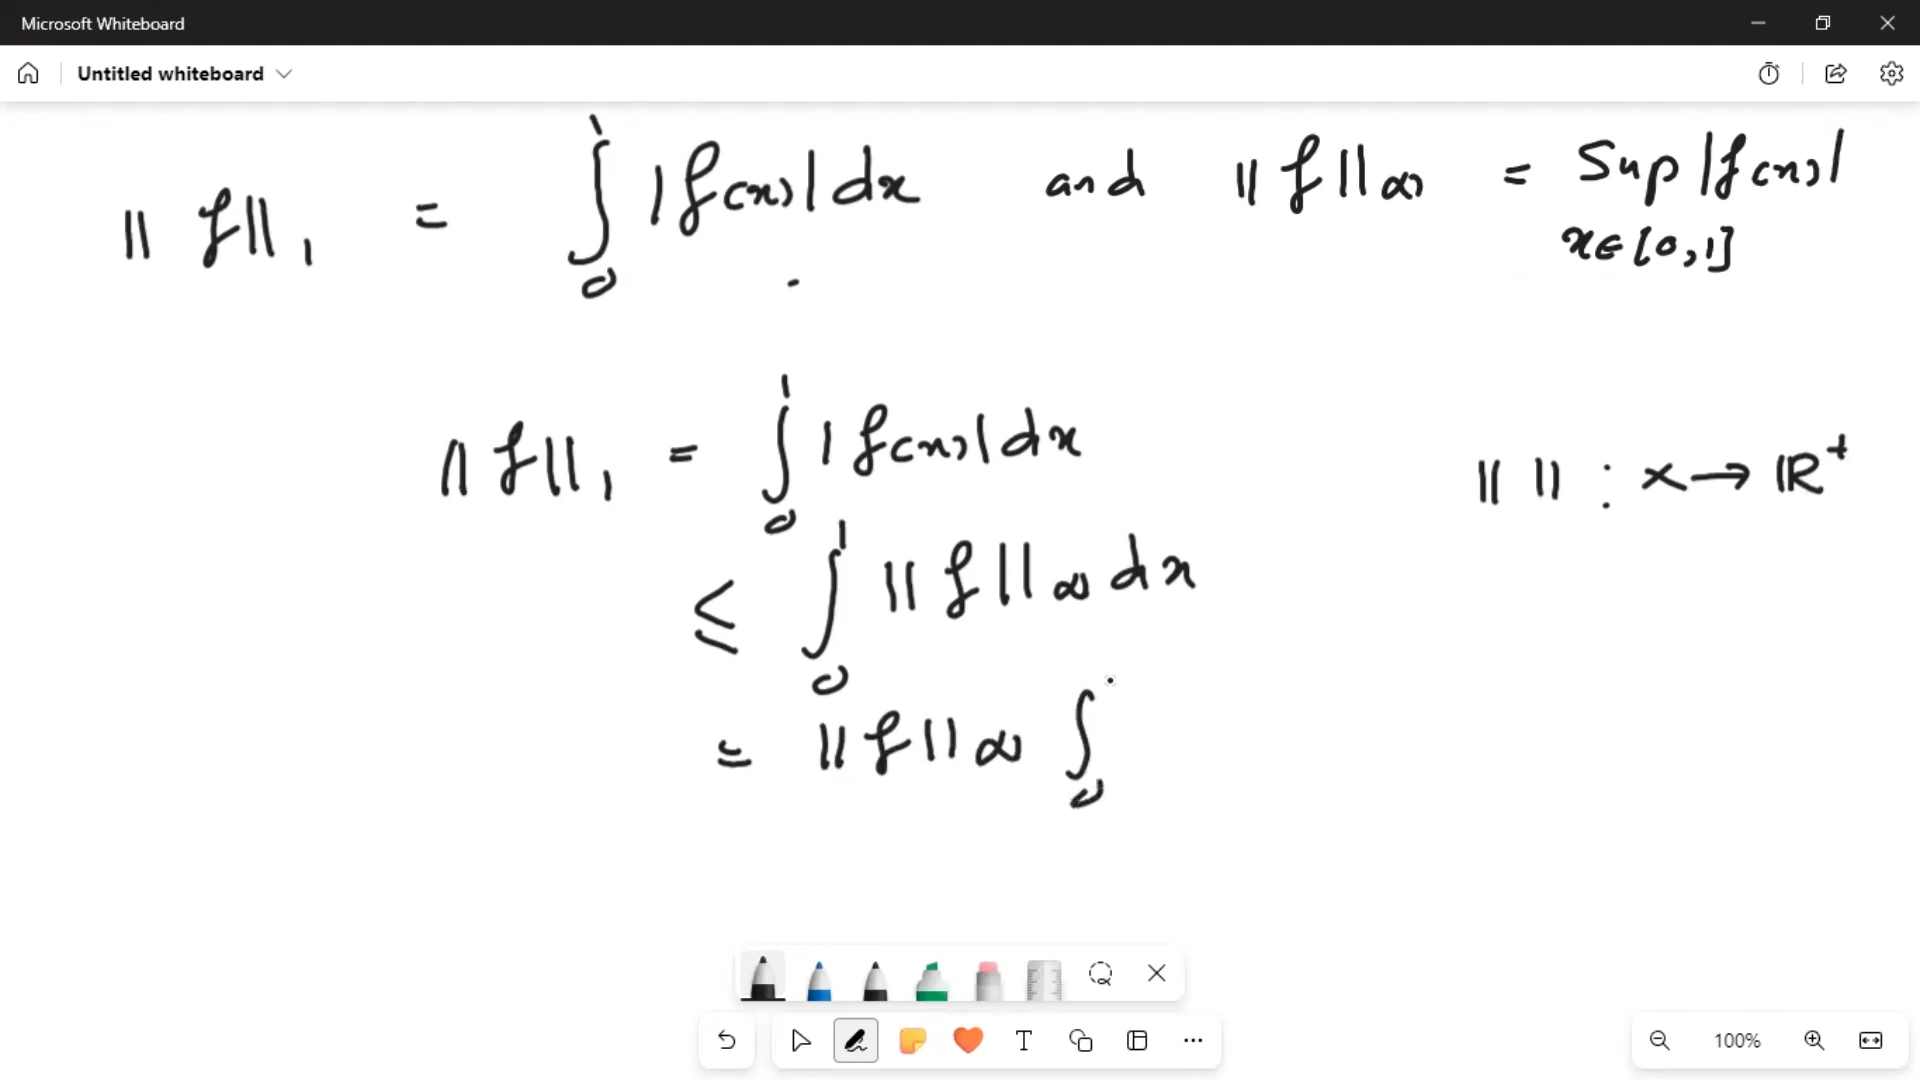 Microsoft Whiteboard
Untitled whiteboard
‖f‖₁ = ∫₀¹ |f(x)| dx and ‖f‖∞ = Sup |f(x)|
x∈[0,1]
‖f‖₁ = ∫₀¹ |f(x)| dx
‖ ‖ : x → ℝ⁺
≤ ∫₀¹ ‖f‖∞ dx
= ‖f‖∞ ∫₀
100%